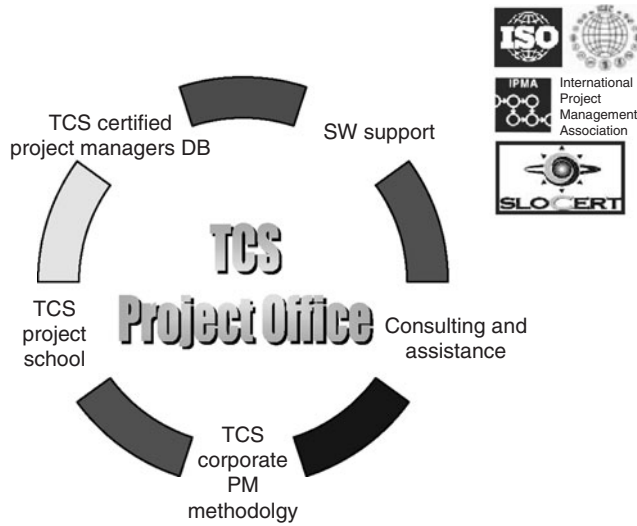 ISO
IPMA
International
Project
Management
Association
SLOCERT
TCS certified
project managers DB
SW support
TCS
Project Office
TCS
project
school
Consulting and
assistance
TCS
corporate
PM
methodolgy